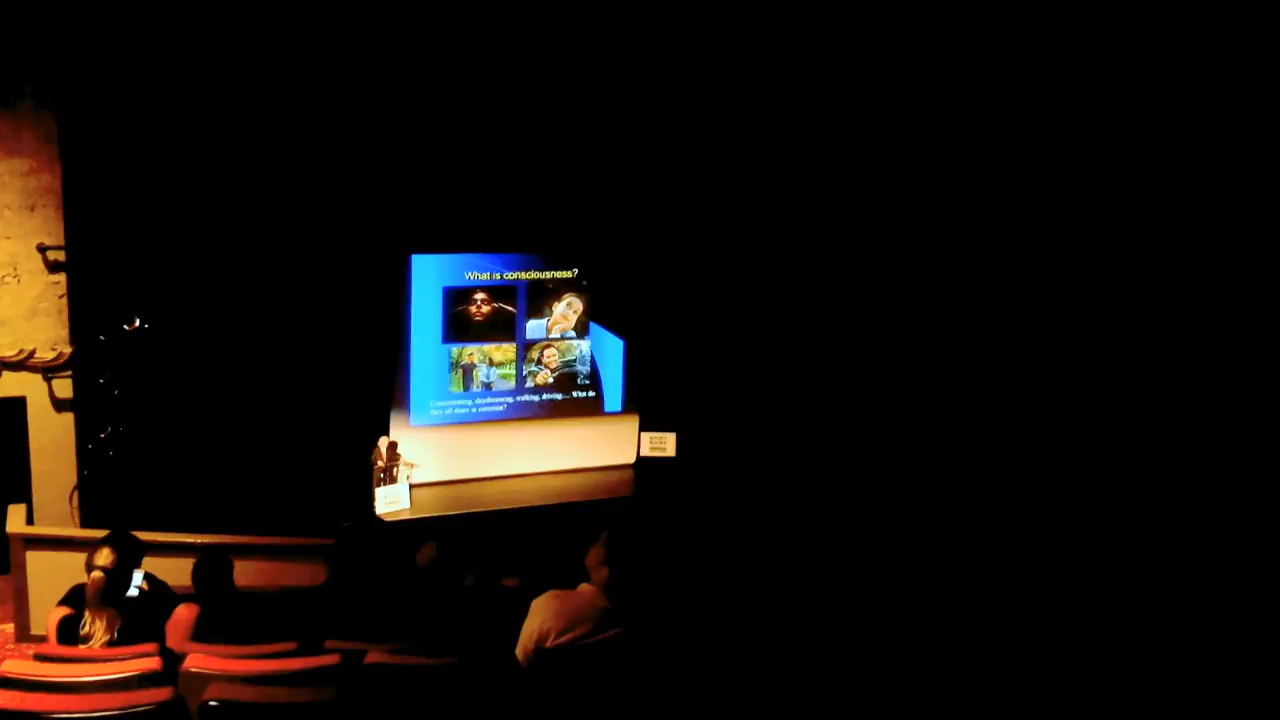 What is consciousness?
Concentrating, daydreaming, walking, driving.... What do
they all share in common?